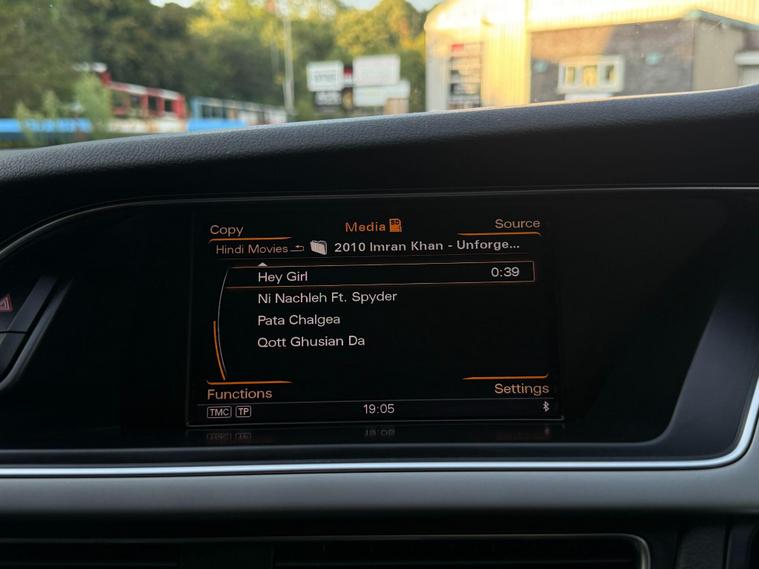 Copy
Media
Source
Hindi Movies
2010 Imran Khan - Unforge...
Hey Girl
0:39
Ni Nachleh Ft. Spyder
Pata Chalgea
Qott Ghusian Da
Functions
Settings
TMC TP
19:05